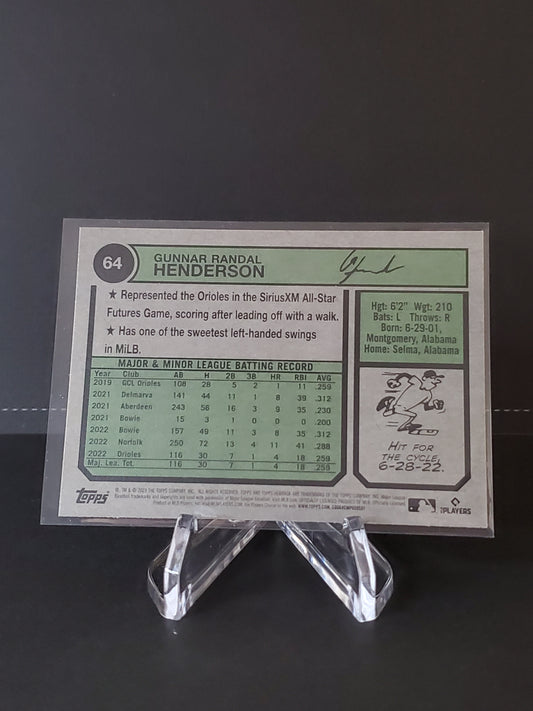 64
GUNNAR RANDAL
HENDERSON
★ Represented the Orioles in the SiriusXM All-Star
Futures Game, scoring after leading off with a walk.
★ Has one of the sweetest left-handed swings
in MiLB.
MAJOR & MINOR LEAGUE BATTING RECORD
Year Club AB H 2B 3B HR RBI AVG
2019 GCL Orioles 108 28 5 2 1 11 .259
2021 Delmarva 141 44 11 1 8 39 .312
2021 Aberdeen 243 56 16 3 9 35 .230
2021 Bowie 15 3 1 0 0 0 .200
2022 Bowie 157 49 11 3 8 35 .312
2022 Norfolk 250 72 13 4 11 41 .288
2022 Orioles 116 30 7 1 4 18 .259
Maj. Lea. Tot. 116 30 7 1 4 18 .259
Hgt: 6'2" Wgt: 210
Bats: L Throws: R
Born: 6-29-01,
Montgomery, Alabama
Home: Selma, Alabama
HIT FOR
THE CYCLE,
6-28-22.
Topps
PLAYERS